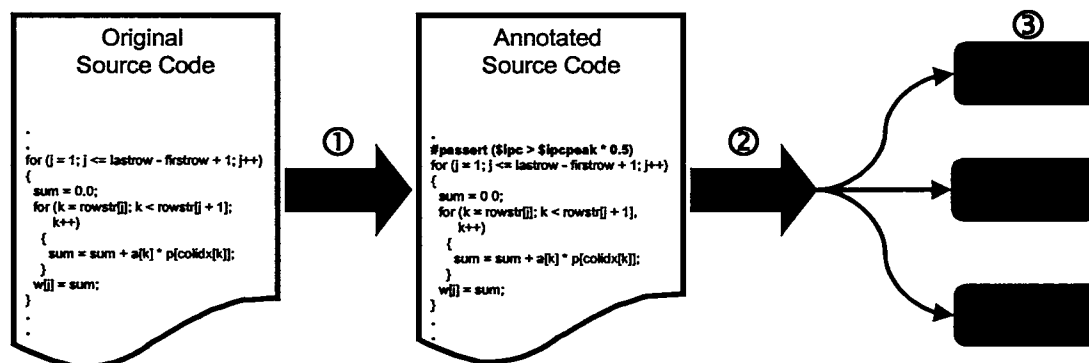 Original
Source Code
.
.
for (j = 1; j <= lastrow - firstrow + 1; j++)
{
sum = 0.0;
for (k = rowstr[j]; k < rowstr[j + 1];
k++)
{
sum = sum + a[k] * p[colidx[k]];
}
w[j] = sum;
}
.
.
①
Annotated
Source Code
.
#passert ($ipc > $ipcpeak * 0.5)
for (j = 1; j <= lastrow - firstrow + 1; j++)
{
sum = 0 0;
for (k = rowstr[j]; k < rowstr[j + 1],
k++)
{
sum = sum + a[k] * p[colidx[k]];
}
w[j] = sum;
}
.
.
②
③